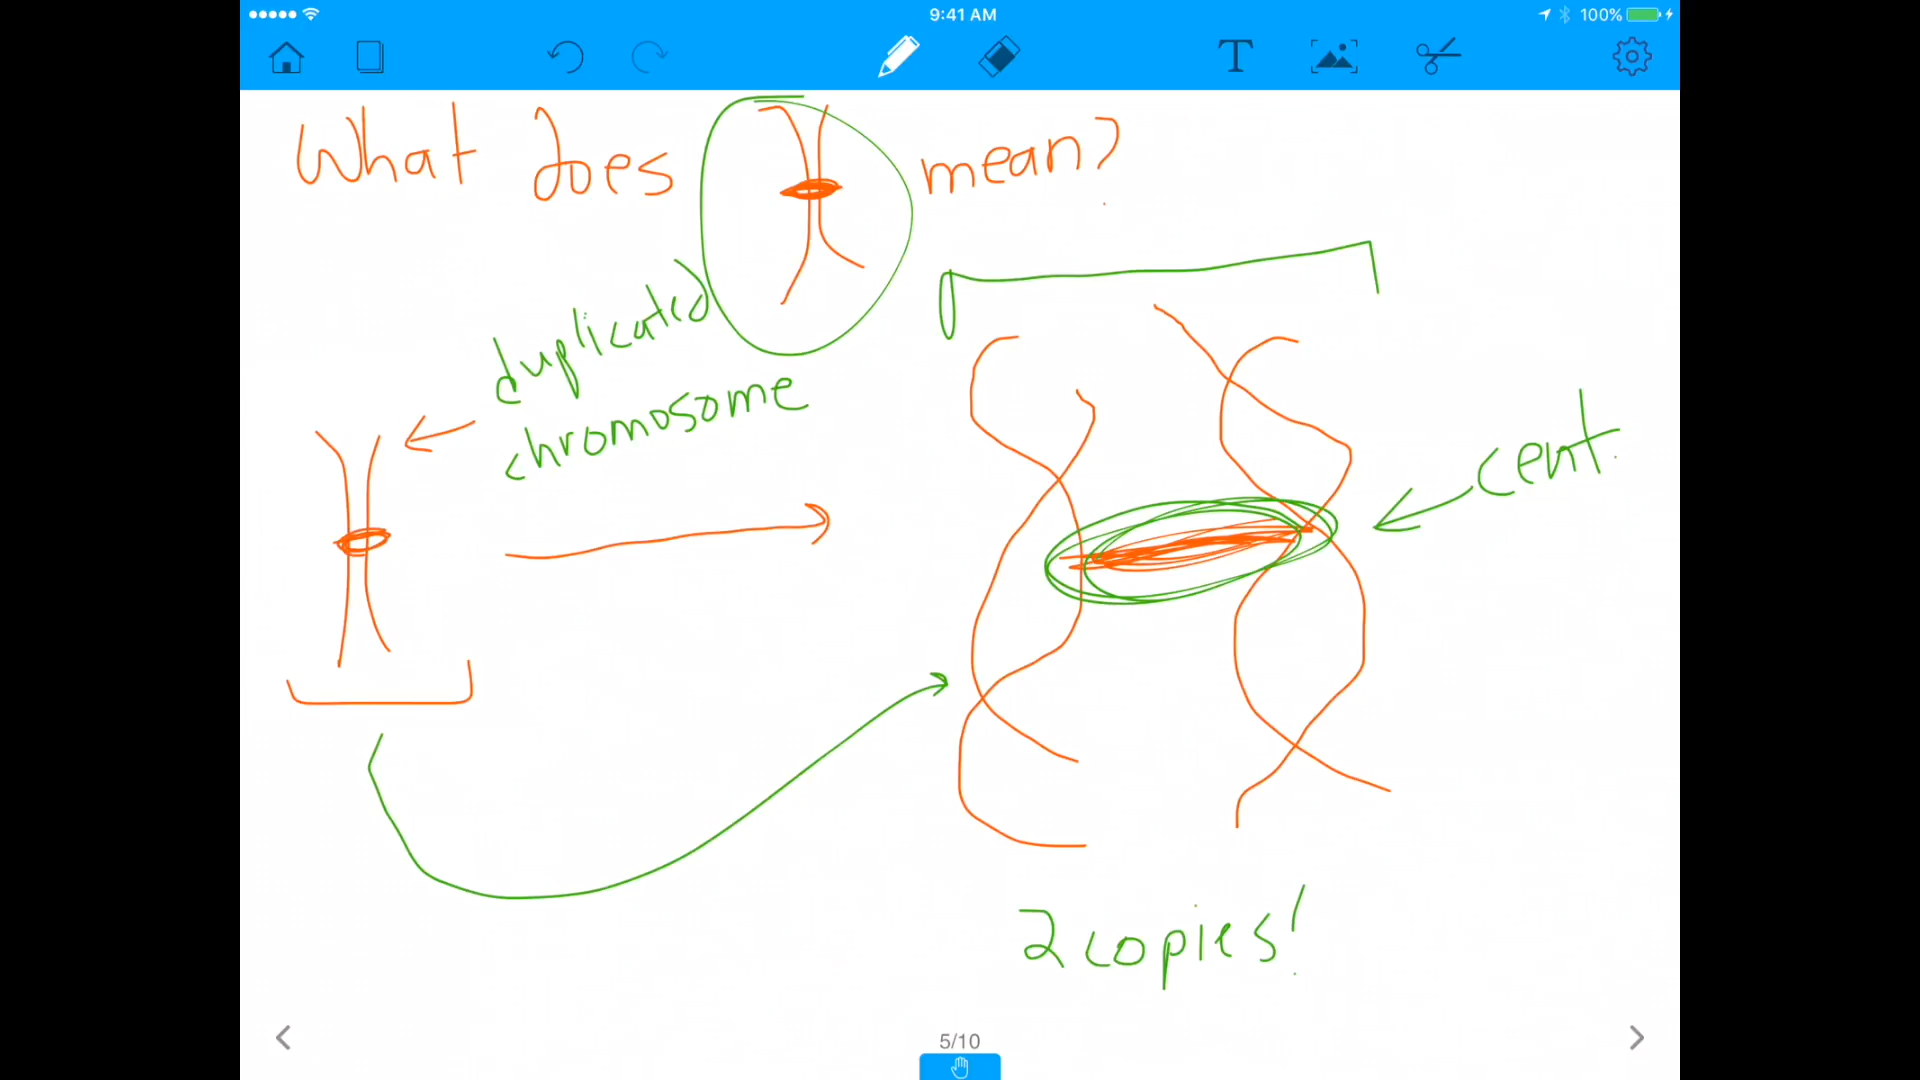 9:41 AM
100%
T
What does mean?
duplicated
chromosome
cent.
2 copies!
5/10